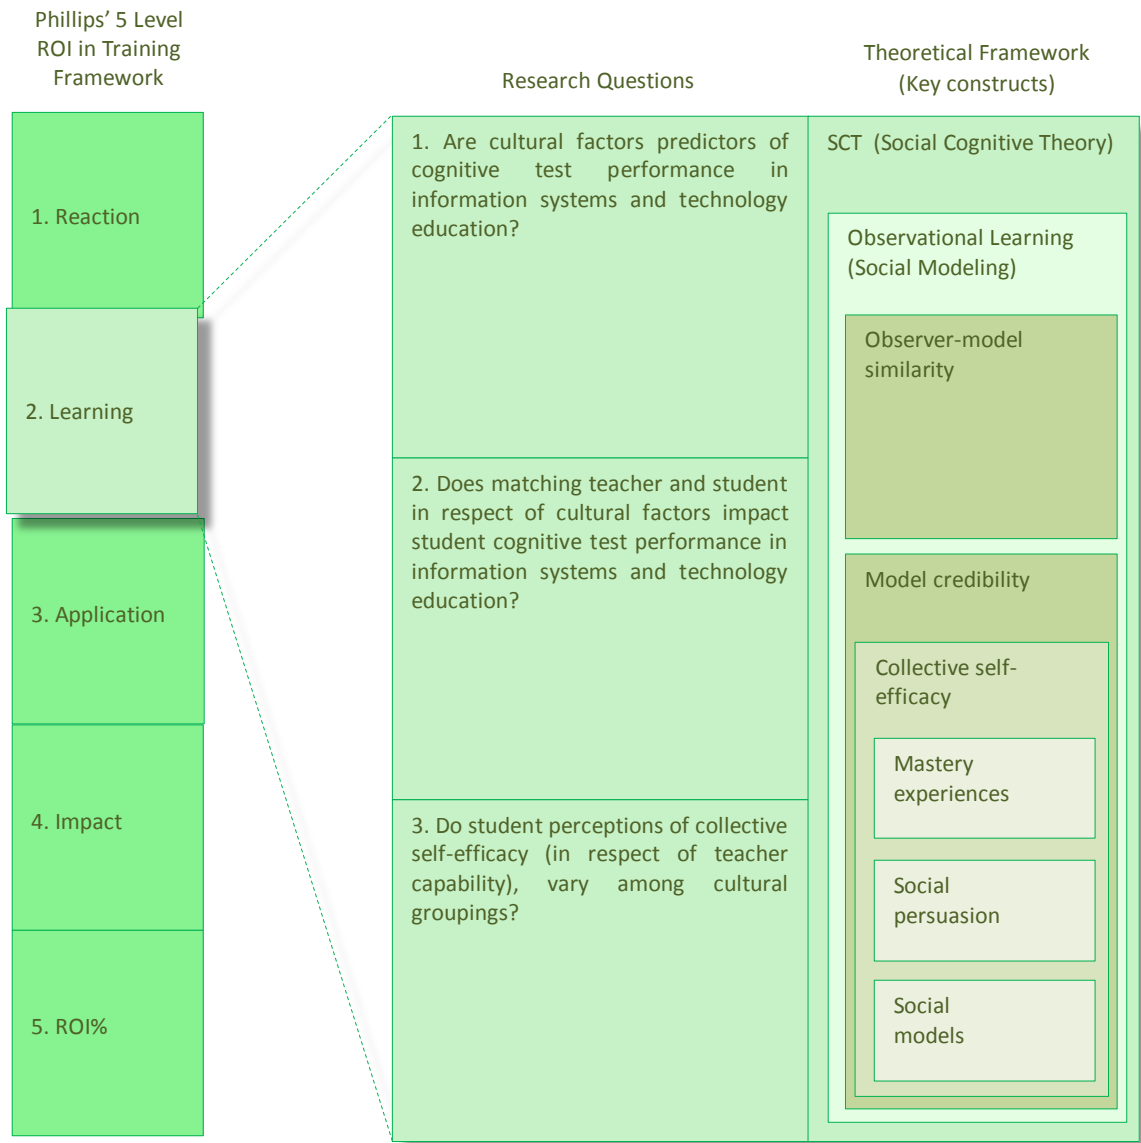 Phillips’ 5 Level
ROI in Training
Framework
1. Reaction
2. Learning
3. Application
4. Impact
5. ROI%
Research Questions
1. Are cultural factors predictors of
cognitive test performance in
information systems and technology
education?
2. Does matching teacher and student
in respect of cultural factors impact
student cognitive test performance in
information systems and technology
education?
3. Do student perceptions of collective
self-efficacy (in respect of teacher
capability), vary among cultural
groupings?
Theoretical Framework
(Key constructs)
SCT (Social Cognitive Theory)
Observational Learning
(Social Modeling)
Observer-model
similarity
Model credibility
Collective self-
efficacy
Mastery
experiences
Social
persuasion
Social
models